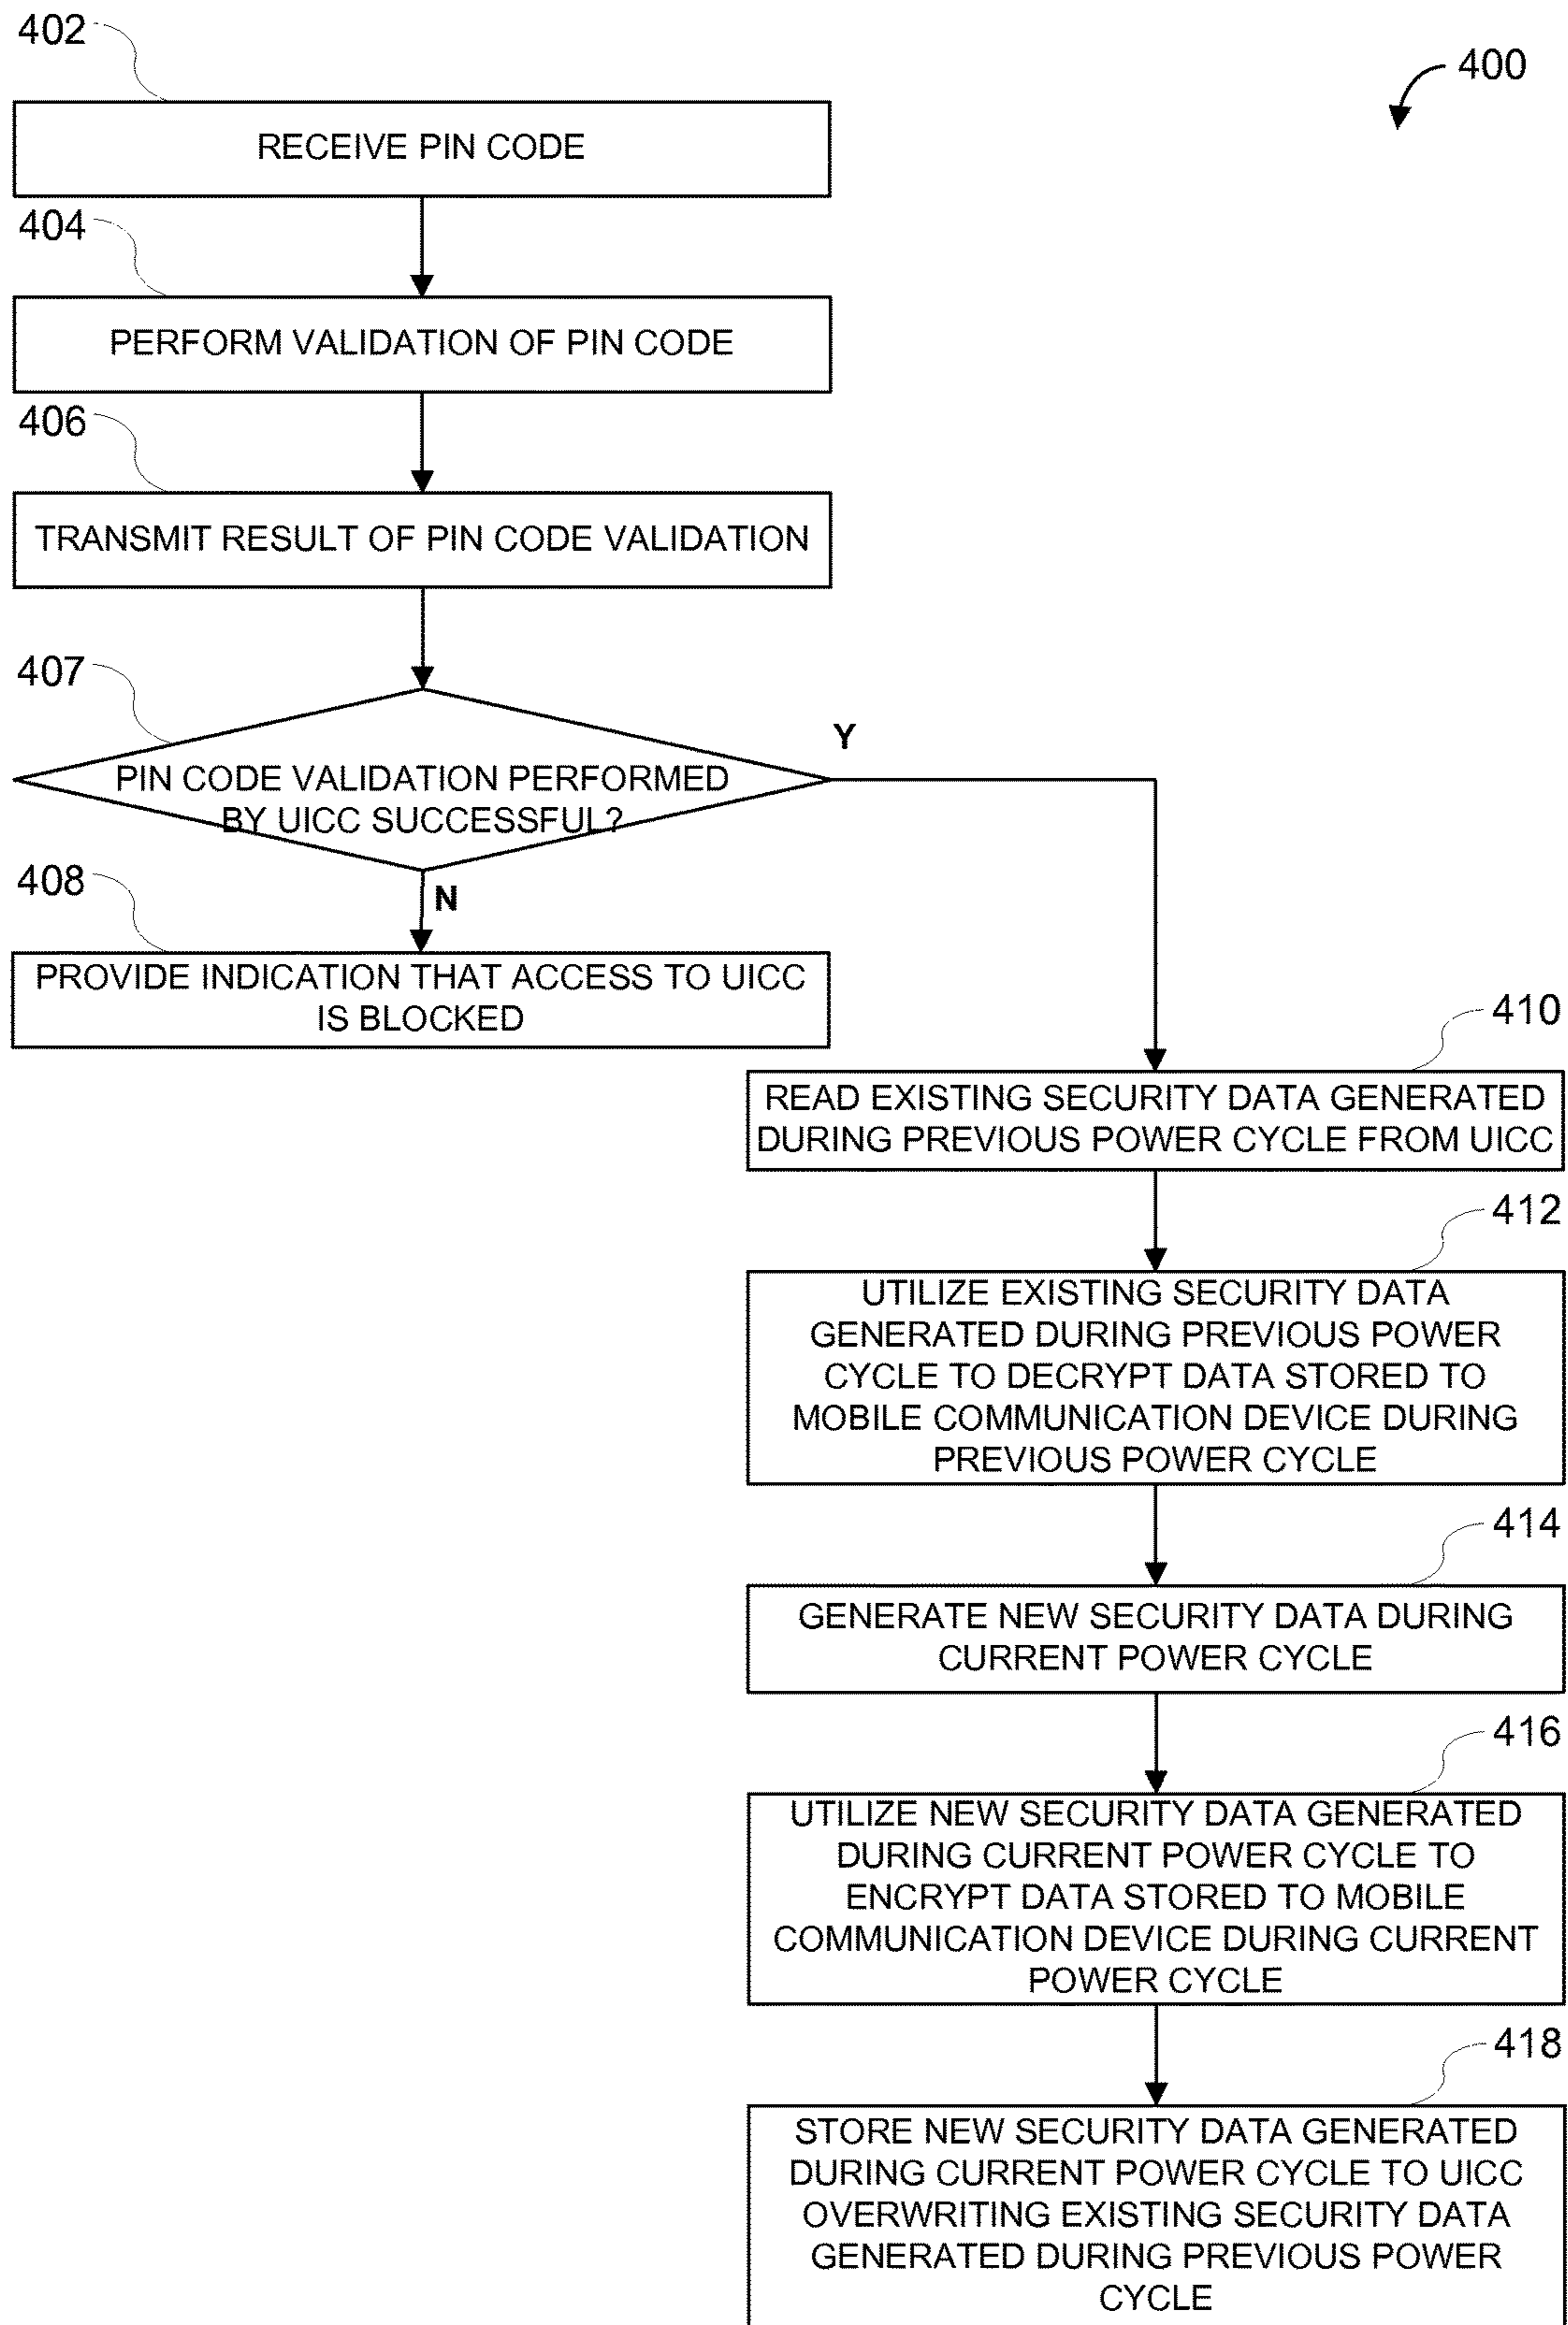 402
400
RECEIVE PIN CODE
404
PERFORM VALIDATION OF PIN CODE
406
TRANSMIT RESULT OF PIN CODE VALIDATION
407
Y
PIN CODE VALIDATION PERFORMED
BY UICC SUCCESSFUL?
408
N
PROVIDE INDICATION THAT ACCESS TO UICC
IS BLOCKED
410
READ EXISTING SECURITY DATA GENERATED
DURING PREVIOUS POWER CYCLE FROM UICC
412
UTILIZE EXISTING SECURITY DATA
GENERATED DURING PREVIOUS POWER
CYCLE TO DECRYPT DATA STORED TO
MOBILE COMMUNICATION DEVICE DURING
PREVIOUS POWER CYCLE
414
GENERATE NEW SECURITY DATA DURING
CURRENT POWER CYCLE
416
UTILIZE NEW SECURITY DATA GENERATED
DURING CURRENT POWER CYCLE TO
ENCRYPT DATA STORED TO MOBILE
COMMUNICATION DEVICE DURING CURRENT
POWER CYCLE
418
STORE NEW SECURITY DATA GENERATED
DURING CURRENT POWER CYCLE TO UICC
OVERWRITING EXISTING SECURITY DATA
GENERATED DURING PREVIOUS POWER
CYCLE